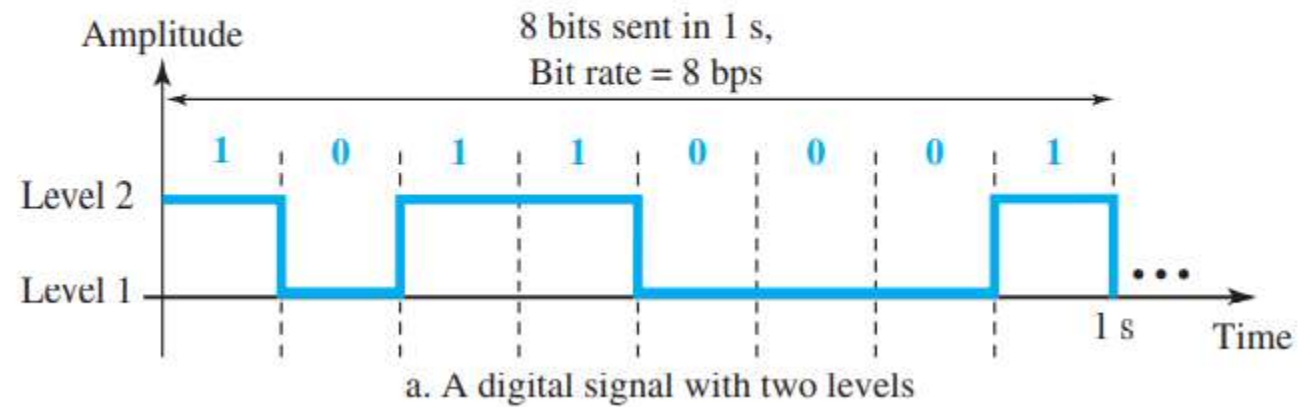 8 bits sent in 1 s,
Amplitude
Bit rate = 8 bps
1 0 1 1 0 0 0 1
Level 2
Level 1
1 s
Time
a. A digital signal with two levels